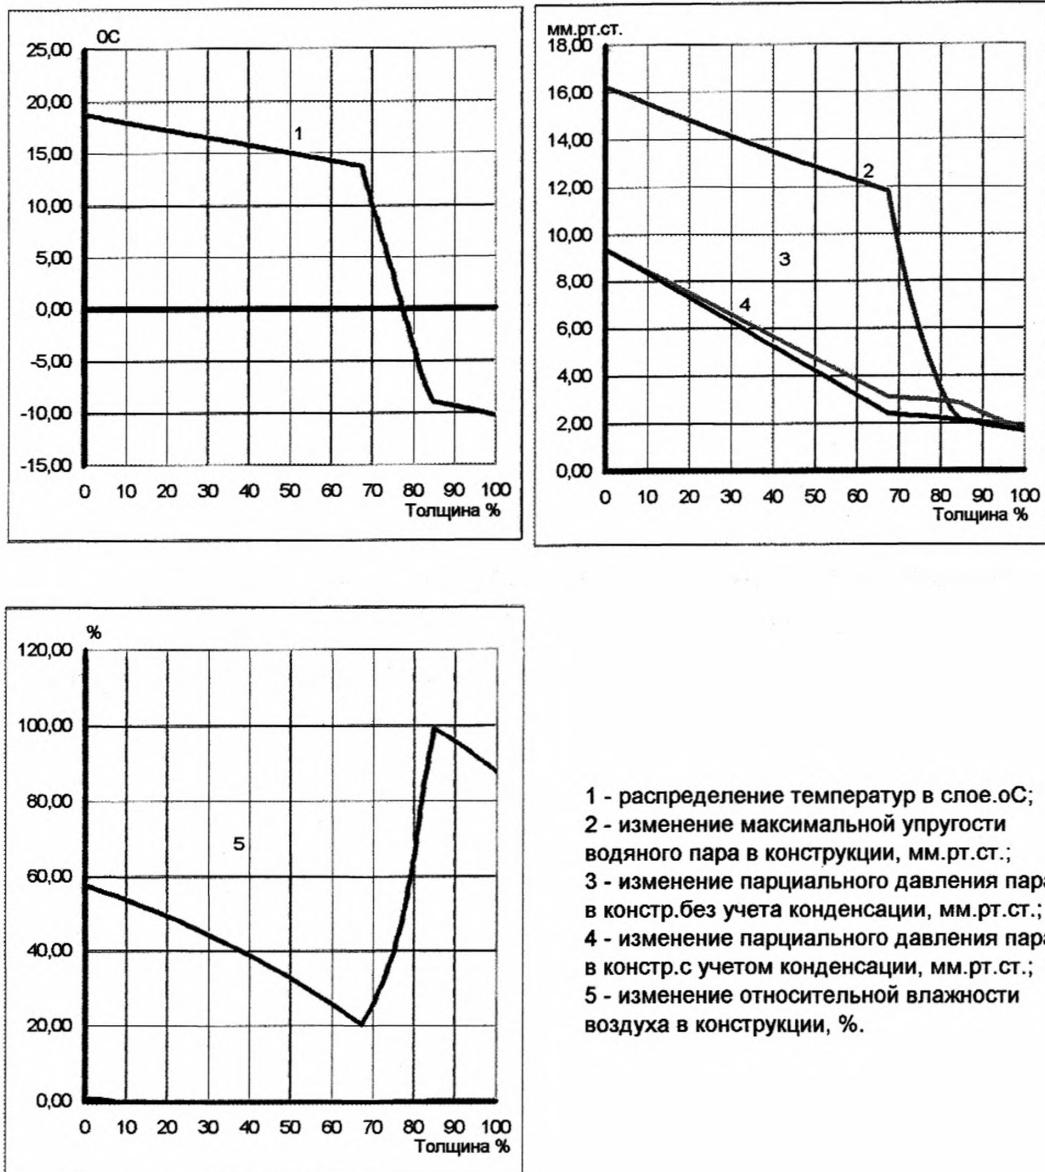 ОС
25,00
20,00
15,00
10,00
5,00
0,00
-5,00
-10,00
-15,00
1
0 10 20 30 40 50 60 70 80 90 100
Толщина %
мм.рт.ст.
18,00
16,00
14,00
12,00
10,00
8,00
6,00
4,00
2,00
0,00
2
3
4
0 10 20 30 40 50 60 70 80 90 100
Толщина %
%
120,00
100,00
80,00
60,00
40,00
20,00
0,00
5
0 10 20 30 40 50 60 70 80 90 100
Толщина %
1 - распределение температур в слое.оС;
2 - изменение максимальной упругости
водяного пара в конструкции, мм.рт.ст.;
3 - изменение парциального давления пара
в констр.без учета конденсации, мм.рт.ст.;
4 - изменение парциального давления пара
в констр.с учетом конденсации, мм.рт.ст.;
5 - изменение относительной влажности
воздуха в конструкции, %.